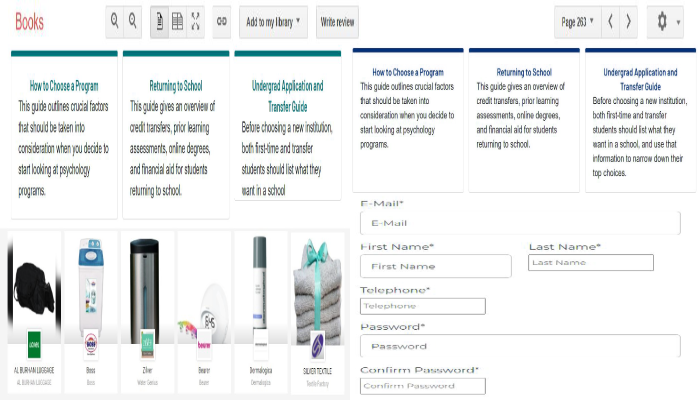 Books
Add to my library
Write review
Page 263
How to Choose a Program
This guide outlines crucial factors
that should be taken into
consideration when you decide to
start looking at psychology
programs.
Returning to School
This guide gives an overview of
credit transfers, prior learning
assessments, online degrees,
and financial aid for students
returning to school.
Undergrad Application and
Transfer Guide
Before choosing a new institution,
both first-time and transfer
students should list what they
want in a school
How to Choose a Program
This guide outlines crucial factors
that should be taken into
consideration when you decide to
start looking at psychology
programs.
Returning to School
This guide gives an overview of
credit transfers, prior learning
assessments, online degrees,
and financial aid for students
returning to school.
Undergrad Application and
Transfer Guide
Before choosing a new institution,
both first-time and transfer
students should list what they
want in a school, and use that
information to narrow down their
top choices.
AL BURHAN LUGGAGE
AL BURHAN LUGGAGE
Boss
Boss
Zilver
Water Genius
Bearer
Bearer
Dermalogica
Dermalogica
SILVER TEXTILE
Textile Factory
E-Mail*
E-Mail
First Name*
First Name
Last Name*
Last Name
Telephone*
Telephone
Password*
Password
Confirm Password*
Confirm Password